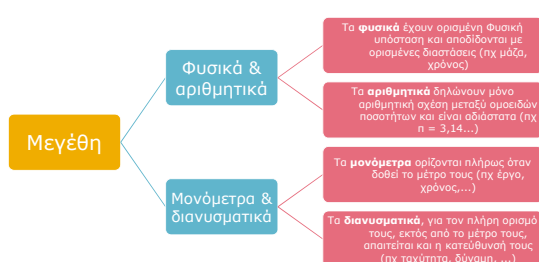 Μεγέθη
Φυσικά &
αριθμητικά
Τα φυσικά έχουν ορισμένη Φυσική
υπόσταση και αποδίδονται με
ορισμένες διαστάσεις (πχ μάζα,
χρόνος)
Τα αριθμητικά δηλώνουν μόνο
αριθμητική σχέση μεταξύ ομοειδών
ποσοτήτων και είναι αδιάστατα (πχ
π = 3,14...)
Μονόμετρα &
διανυσματικά
Τα μονόμετρα ορίζονται πλήρως όταν
δοθεί το μέτρο τους (πχ έργο,
χρόνος,...)
Τα διανυσματικά, για τον πλήρη ορισμό
τους, εκτός από το μέτρο τους,
απαιτείται και η κατεύθυνσή τους
(πχ ταχύτητα, δύναμη, ...)